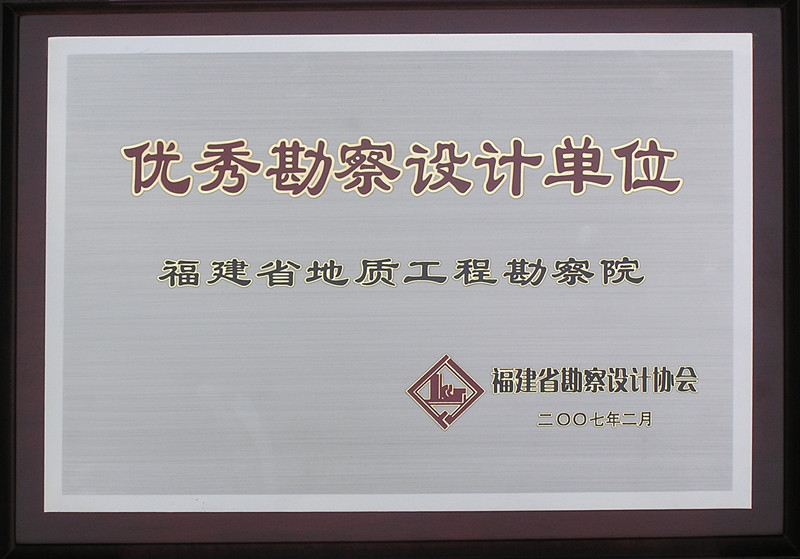 优秀勘察设计单位
福建省地质工程勘察院
福建省勘察设计协会
二〇〇七年二月